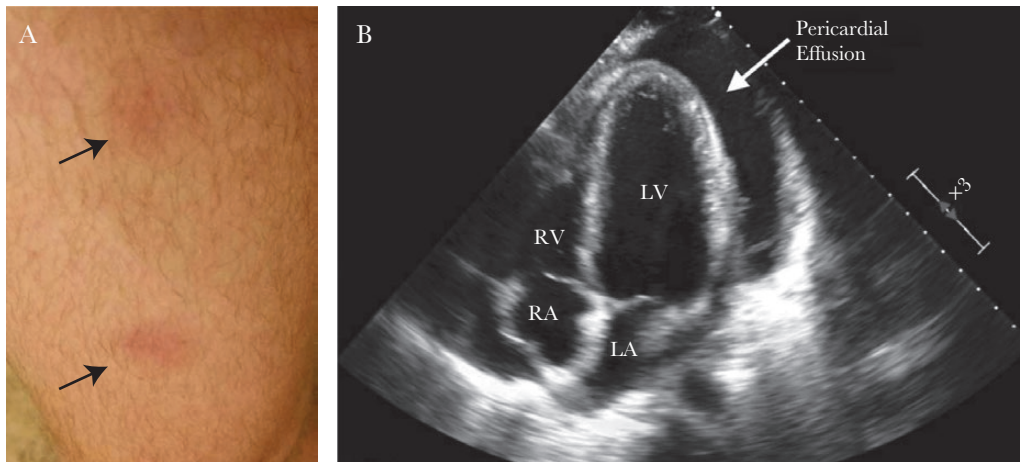 A
B
Pericardial
Effusion
LV
RV
RA
LA
×3